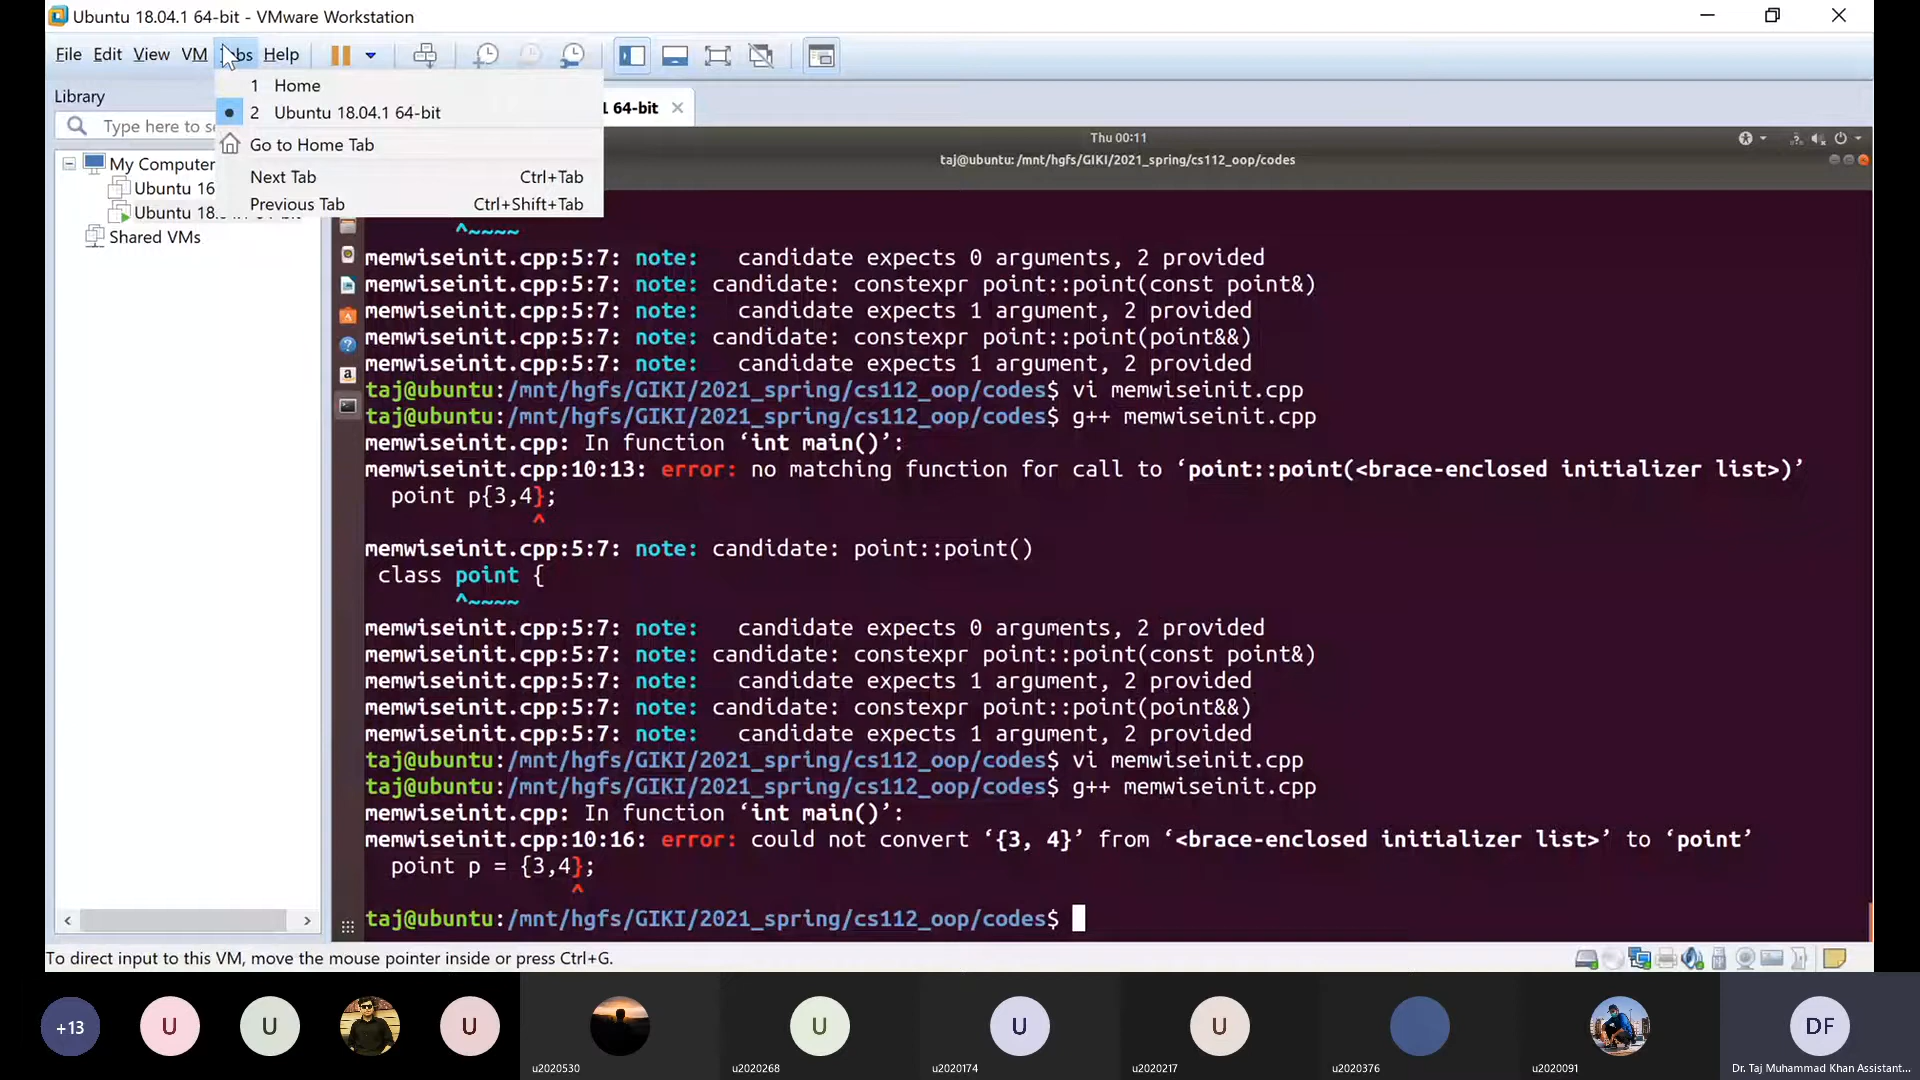 Ubuntu 18.04.1 64-bit - VMware Workstation
File Edit View VM Tabs Help
Library
Type here to se
My Computer
Ubuntu 16
Ubuntu 18.04.1 64-bit
Shared VMs
1 Home
2 Ubuntu 18.04.1 64-bit
Go to Home Tab
Next Tab Ctrl+Tab
Previous Tab Ctrl+Shift+Tab
1 64-bit
Thu 00:11
taj@ubuntu: /mnt/hgfs/GIKI/2021_spring/cs112_oop/codes
^~~~~
memwiseinit.cpp:5:7: note:   candidate expects 0 arguments, 2 provided
memwiseinit.cpp:5:7: note: candidate: constexpr point::point(const point&)
memwiseinit.cpp:5:7: note:   candidate expects 1 argument, 2 provided
memwiseinit.cpp:5:7: note: candidate: constexpr point::point(point&&)
memwiseinit.cpp:5:7: note:   candidate expects 1 argument, 2 provided
taj@ubuntu:/mnt/hgfs/GIKI/2021_spring/cs112_oop/codes$ vi memwiseinit.cpp
taj@ubuntu:/mnt/hgfs/GIKI/2021_spring/cs112_oop/codes$ g++ memwiseinit.cpp
memwiseinit.cpp: In function ‘int main()’:
memwiseinit.cpp:10:13: error: no matching function for call to ‘point::point(<brace-enclosed initializer list>)’
point p{3,4};
^
memwiseinit.cpp:5:7: note: candidate: point::point()
class point {
^~~~~
memwiseinit.cpp:5:7: note:   candidate expects 0 arguments, 2 provided
memwiseinit.cpp:5:7: note: candidate: constexpr point::point(const point&)
memwiseinit.cpp:5:7: note:   candidate expects 1 argument, 2 provided
memwiseinit.cpp:5:7: note: candidate: constexpr point::point(point&&)
memwiseinit.cpp:5:7: note:   candidate expects 1 argument, 2 provided
taj@ubuntu:/mnt/hgfs/GIKI/2021_spring/cs112_oop/codes$ vi memwiseinit.cpp
taj@ubuntu:/mnt/hgfs/GIKI/2021_spring/cs112_oop/codes$ g++ memwiseinit.cpp
memwiseinit.cpp: In function ‘int main()’:
memwiseinit.cpp:10:16: error: could not convert ‘{3, 4}’ from ‘<brace-enclosed initializer list>’ to ‘point’
point p = {3,4};
^
taj@ubuntu:/mnt/hgfs/GIKI/2021_spring/cs112_oop/codes$
To direct input to this VM, move the mouse pointer inside or press Ctrl+G.
+13 U U U U U U DF
u2020530 u2020268 u2020174 u2020217 u2020376 u2020091 Dr. Taj Muhammad Khan Assistant...